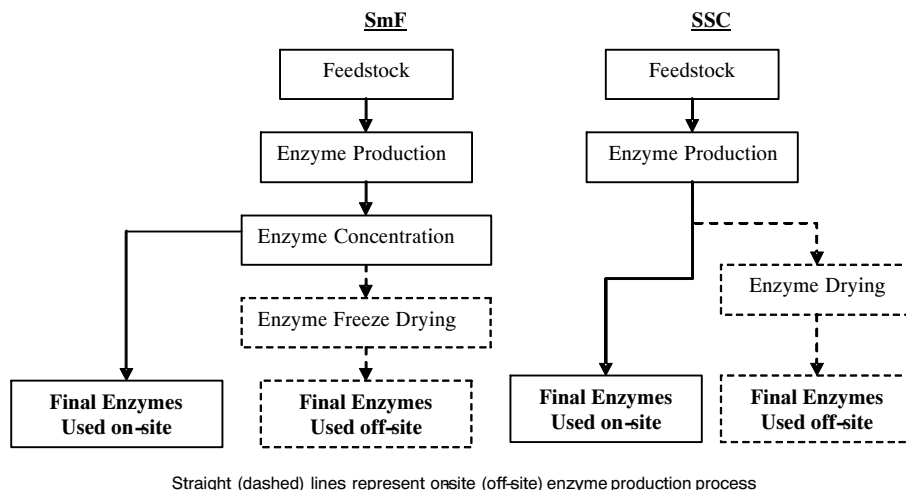 SmF
Feedstock
Enzyme Production
Enzyme Concentration
Enzyme Freeze Drying
Final Enzymes
Used on-site
Final Enzymes
Used off-site
SSC
Feedstock
Enzyme Production
Enzyme Drying
Final Enzymes
Used on-site
Final Enzymes
Used off-site
Straight (dashed) lines represent onsite (off-site) enzyme production process